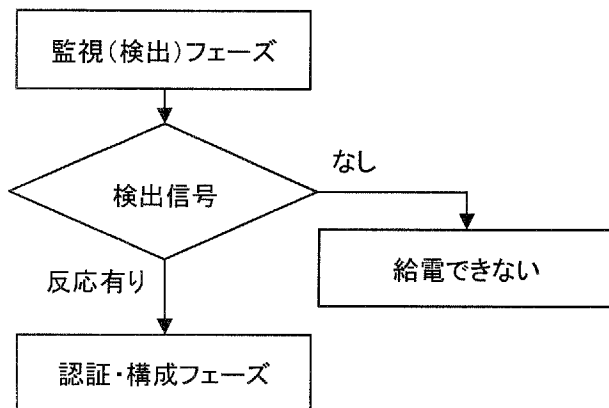 監視(検出)フェーズ
検出信号
なし
反応有り
給電できない
認証・構成フェーズ